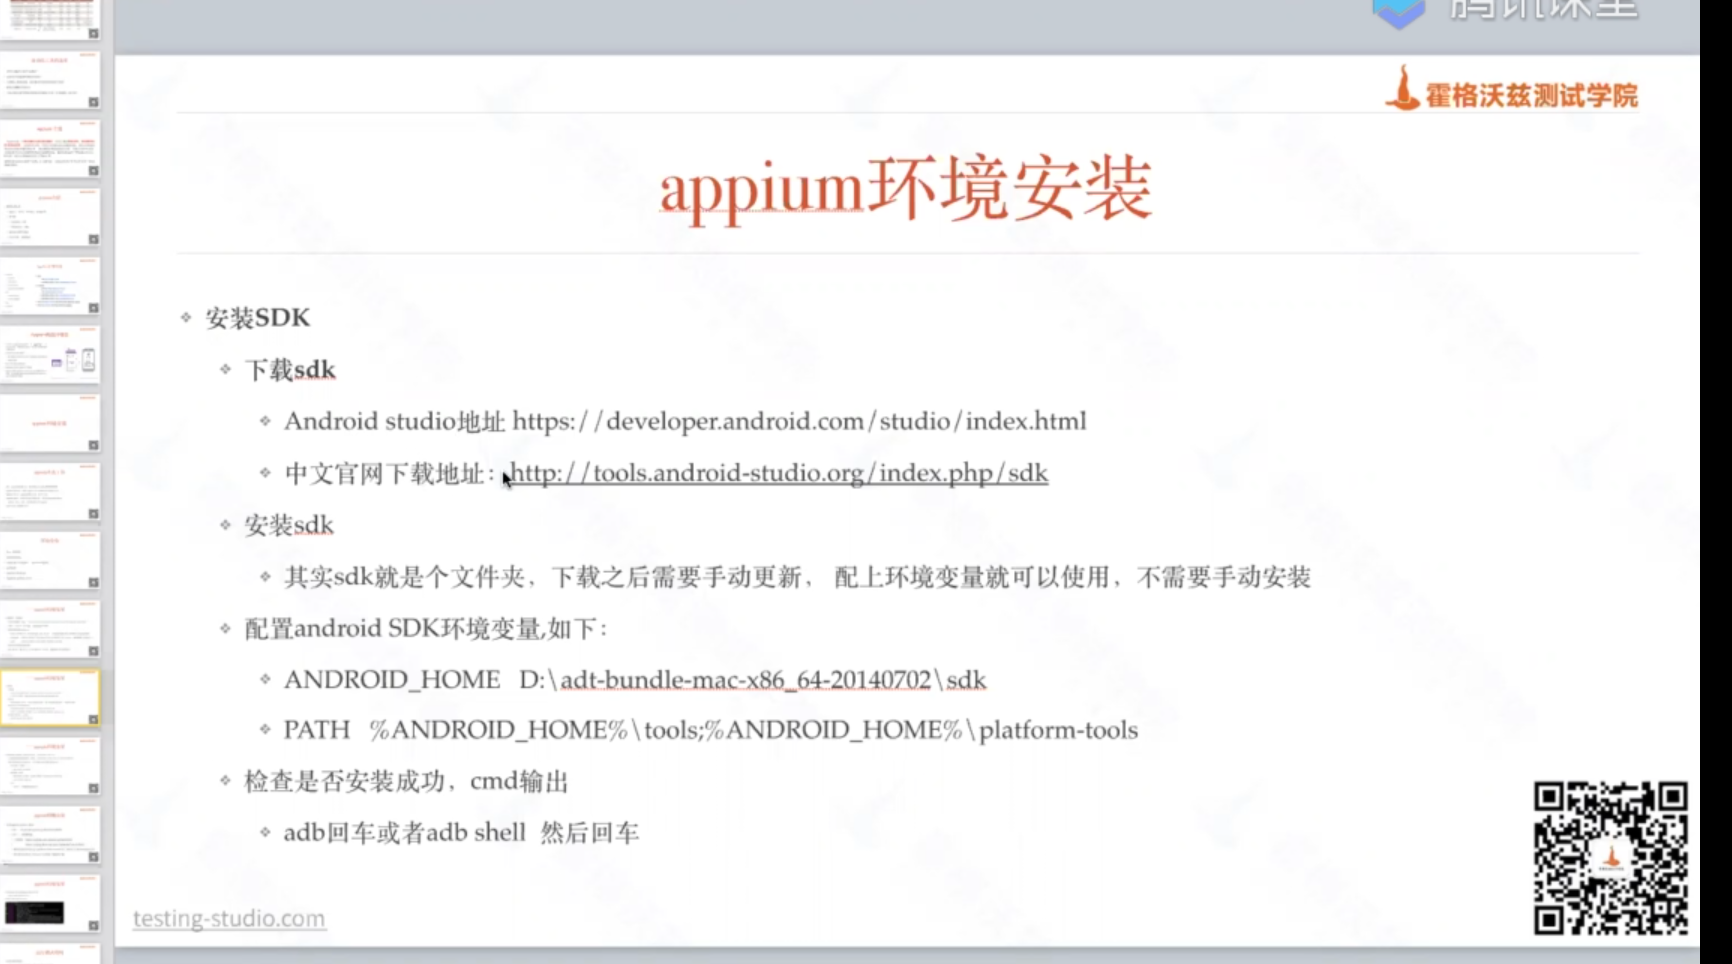 腾讯课堂
霍格沃兹测试学院
appium环境安装
安装SDK
下载sdk
Android studio地址 https://developer.android.com/studio/index.html
中文官网下载地址：http://tools.android-studio.org/index.php/sdk
安装sdk
其实sdk就是个文件夹，下载之后需要手动更新， 配上环境变量就可以使用，不需要手动安装
配置android SDK环境变量,如下：
ANDROID_HOME D:\adt-bundle-mac-x86_64-20140702\sdk
PATH %ANDROID_HOME%\tools;%ANDROID_HOME%\platform-tools
检查是否安装成功，cmd输出
adb回车或者adb shell 然后回车
testing-studio.com